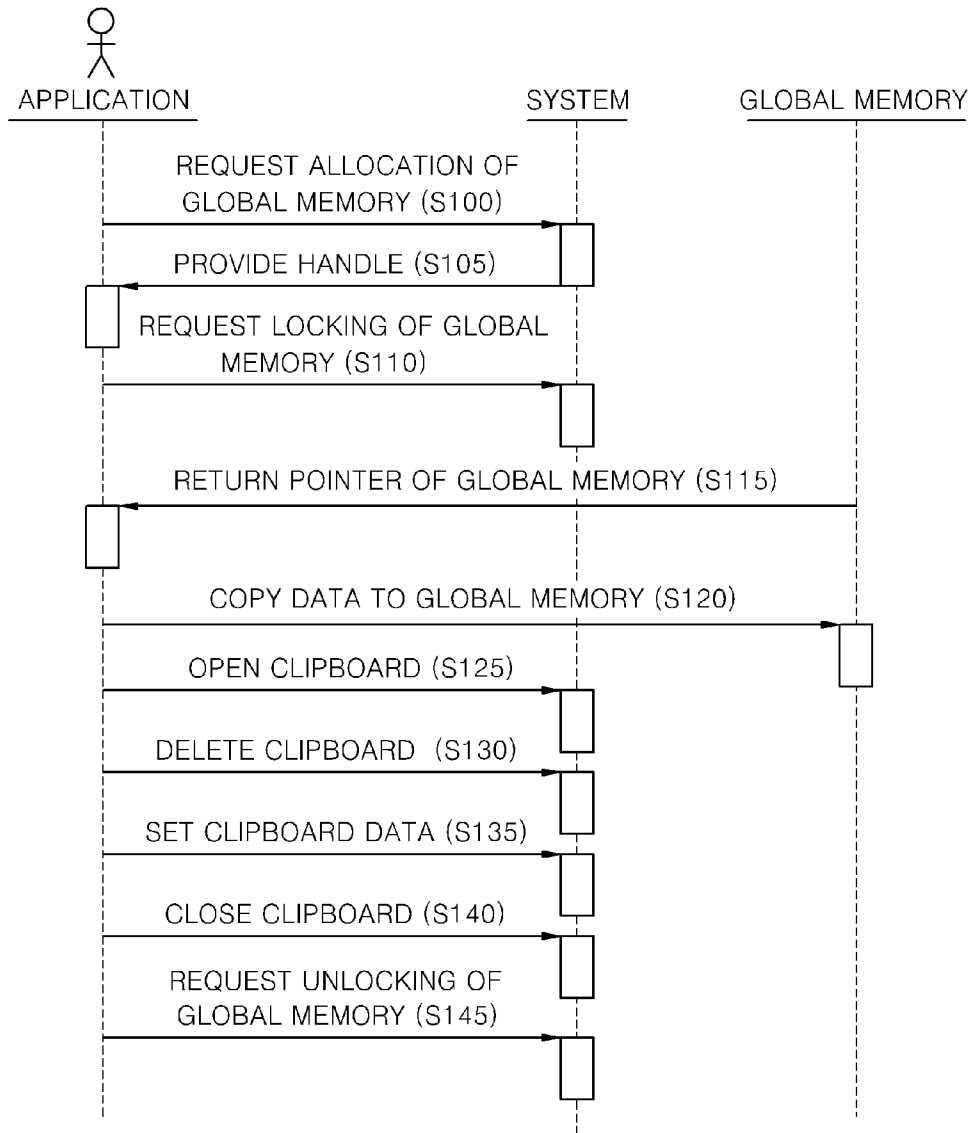 APPLICATION
SYSTEM
GLOBAL MEMORY
REQUEST ALLOCATION OF
GLOBAL MEMORY (S100)
PROVIDE HANDLE (S105)
REQUEST LOCKING OF GLOBAL
MEMORY (S110)
RETURN POINTER OF GLOBAL MEMORY (S115)
COPY DATA TO GLOBAL MEMORY (S120)
OPEN CLIPBOARD (S125)
DELETE CLIPBOARD (S130)
SET CLIPBOARD DATA (S135)
CLOSE CLIPBOARD (S140)
REQUEST UNLOCKING OF
GLOBAL MEMORY (S145)